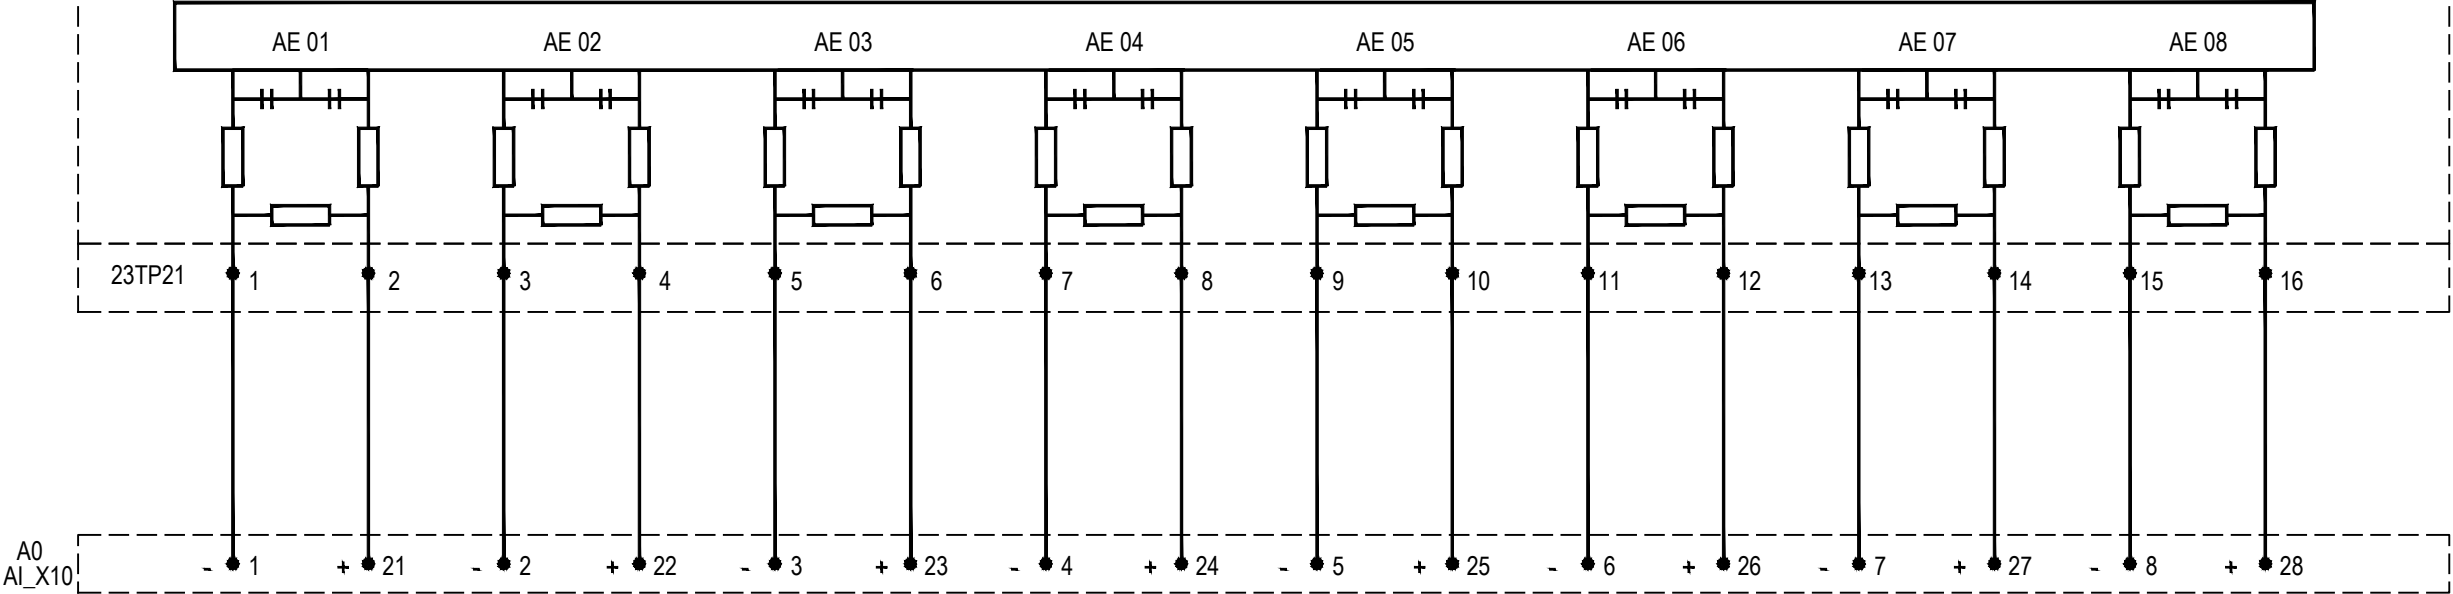 AE 01 AE 02 AE 03 AE 04 AE 05 AE 06 AE 07 AE 08
23TP21 1 2 3 4 5 6 7 8 9 10 11 12 13 14 15 16
A0
AI_X10 - 1 + 21 - 2 + 22 - 3 + 23 - 4 + 24 - 5 + 25 - 6 + 26 - 7 + 27 - 8 + 28